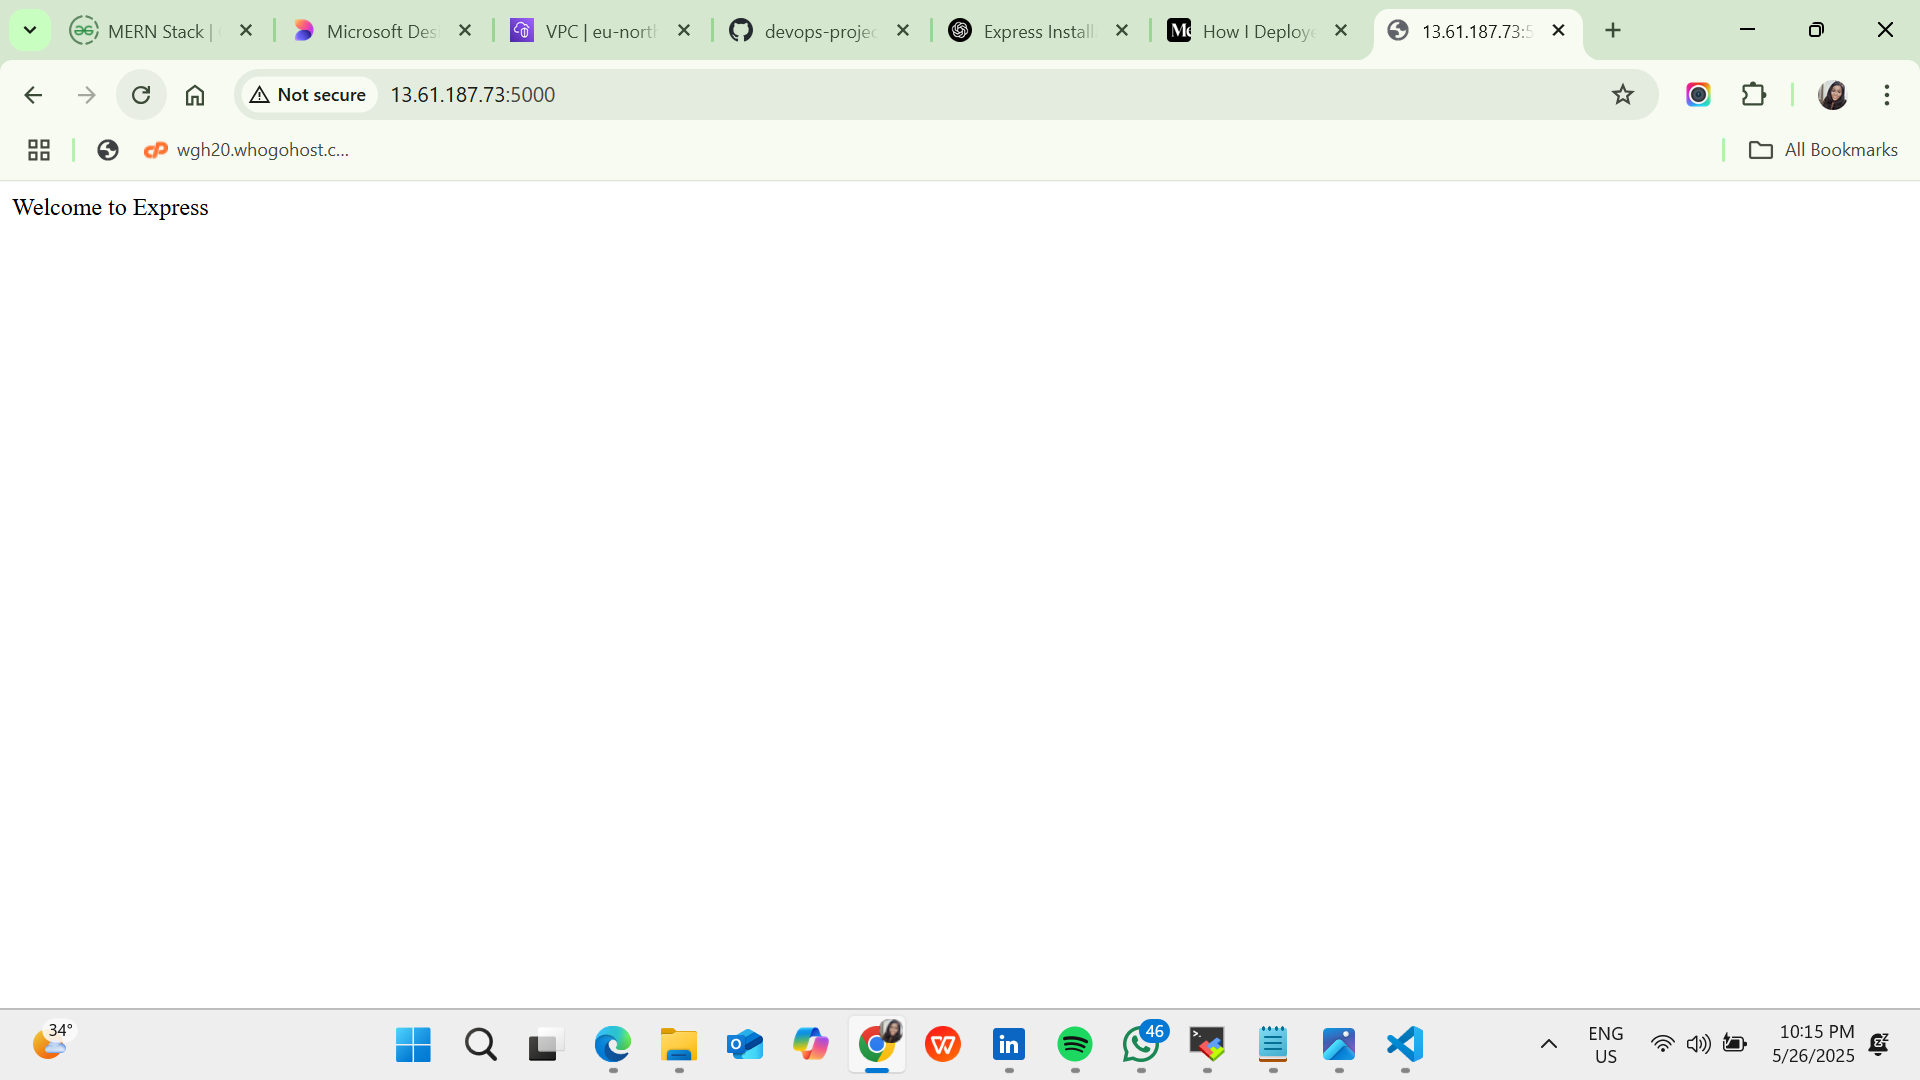 MERN Stack |
Microsoft Des
VPC | eu-north
devops-projec
Express Install
How I Deploye
13.61.187.73:5
Not secure
13.61.187.73:5000
wgh20.whogohost.c...
All Bookmarks
Welcome to Express
34°
46
ENG
US
10:15 PM
5/26/2025